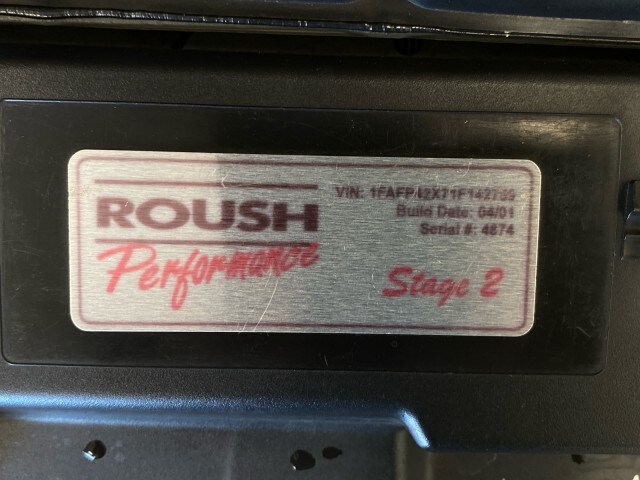 ROUSH
Performance
VIN:
Build Date: 04/01
Serial #: 4874
Stage 2